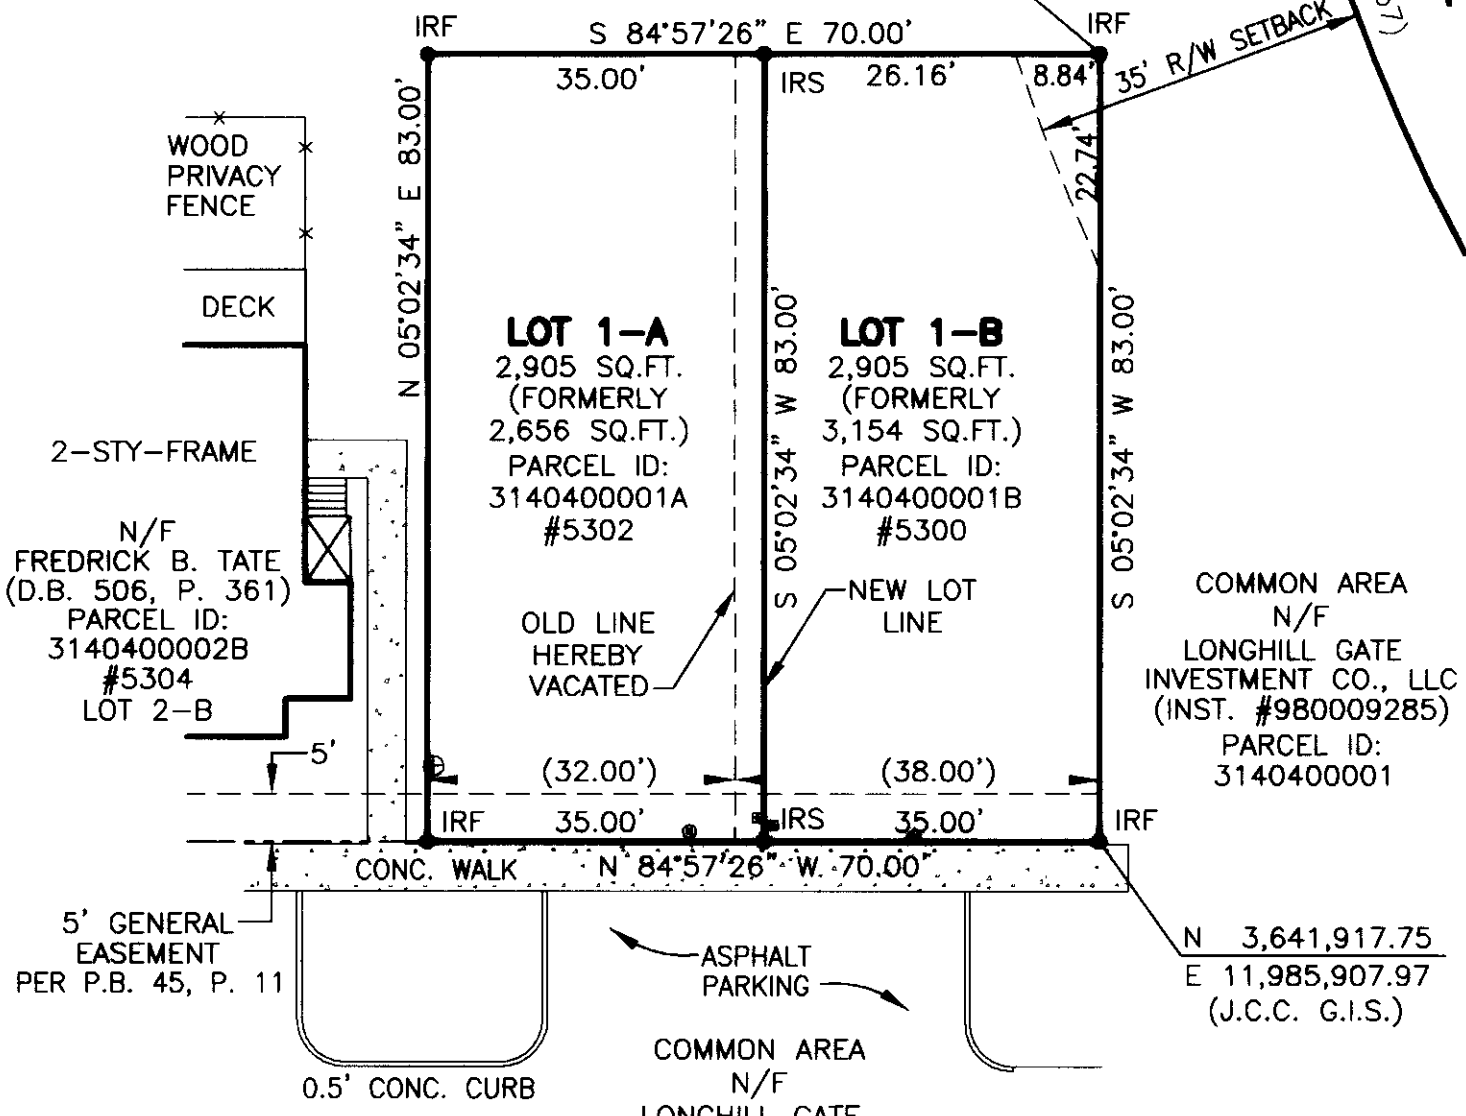 IRF
S 84°57'26" E 70.00'
IRF
35.00'
IRS
26.16'
8.84'
35' R/W SETBACK
57)
22.74'
N 05°02'34" E 83.00'
WOOD
PRIVACY
FENCE
DECK
LOT 1-A
2,905 SQ.FT.
(FORMERLY
2,656 SQ.FT.)
PARCEL ID:
3140400001A
#5302
S 05°02'34" W 83.00'
LOT 1-B
2,905 SQ.FT.
(FORMERLY
3,154 SQ.FT.)
PARCEL ID:
3140400001B
#5300
S 05°02'34" W 83.00'
2-STY-FRAME
N/F
FREDRICK B. TATE
(D.B. 506, P. 361)
PARCEL ID:
3140400002B
#5304
LOT 2-B
OLD LINE
HEREBY
VACATED
NEW LOT
LINE
COMMON AREA
N/F
LONGHILL GATE
INVESTMENT CO., LLC
(INST. #980009285)
PARCEL ID:
3140400001
5'
(32.00')
(38.00')
IRF
35.00'
IRS
35.00'
IRF
CONC. WALK
N 84°57'26" W 70.00'
5' GENERAL
EASEMENT
PER P.B. 45, P. 11
ASPHALT
PARKING
N 3,641,917.75
E 11,985,907.97
(J.C.C. G.I.S.)
0.5' CONC. CURB
COMMON AREA
N/F
LONGHILL GATE